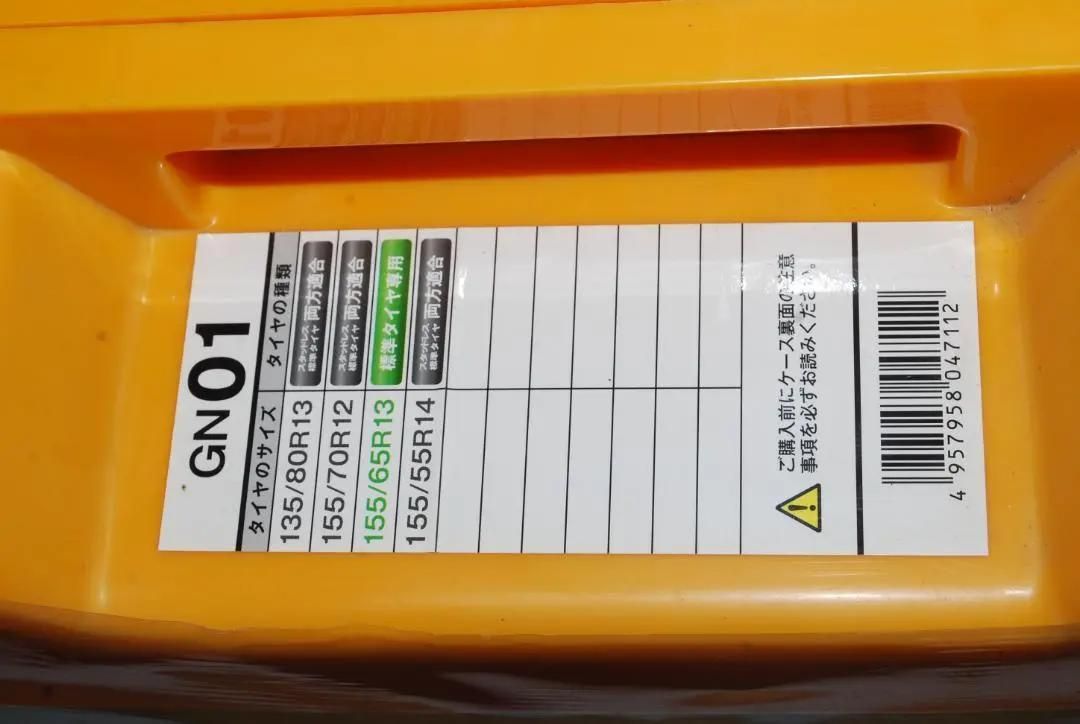 GN01
タイヤのサイズ タイヤの種類
135/80R13 スタッドレス 標準タイヤ 両方適合
155/70R12 スタッドレス 標準タイヤ 両方適合
155/65R13 標準タイヤ専用
155/55R14 スタッドレス 標準タイヤ 両方適合
ご購入前にケース裏面の注意
事項を必ずお読みください。
4 957958 047112